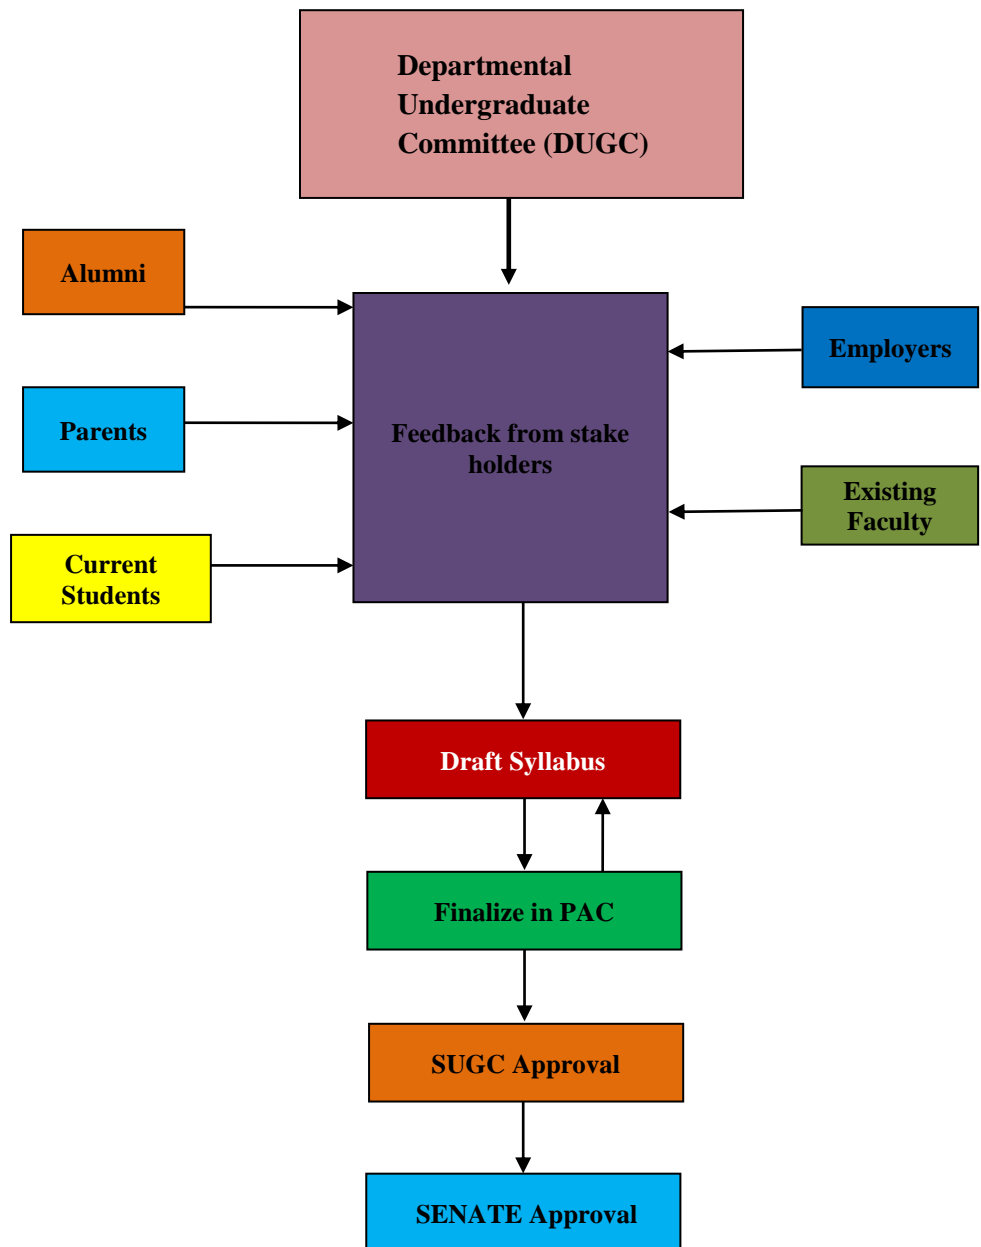 Departmental
Undergraduate
Committee (DUGC)
Alumni
Employers
Parents
Feedback from stake
holders
Existing
Faculty
Current
Students
Draft Syllabus
Finalize in PAC
SUGC Approval
SENATE Approval